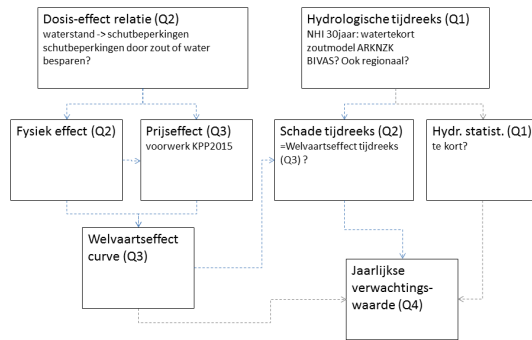 Dosis-effect relatie (Q2)
waterstand -> schutbeperkingen
schutbeperkingen door zout of water
besparen?
Hydrologische tijdreeks (Q1)
NHI 30jaar: watertekort
zoutmodel ARKNZK
BIVAS? Ook regionaal?
Fysiek effect (Q2)
Prijseffect (Q3)
voorwerk KPP2015
Schade tijdreeks (Q2)
=Welvaartseffect tijdreeks
(Q3) ?
Hydr. statist. (Q1)
te kort?
Welvaartseffect
curve (Q3)
Jaarlijkse
verwachtings-
waarde (Q4)